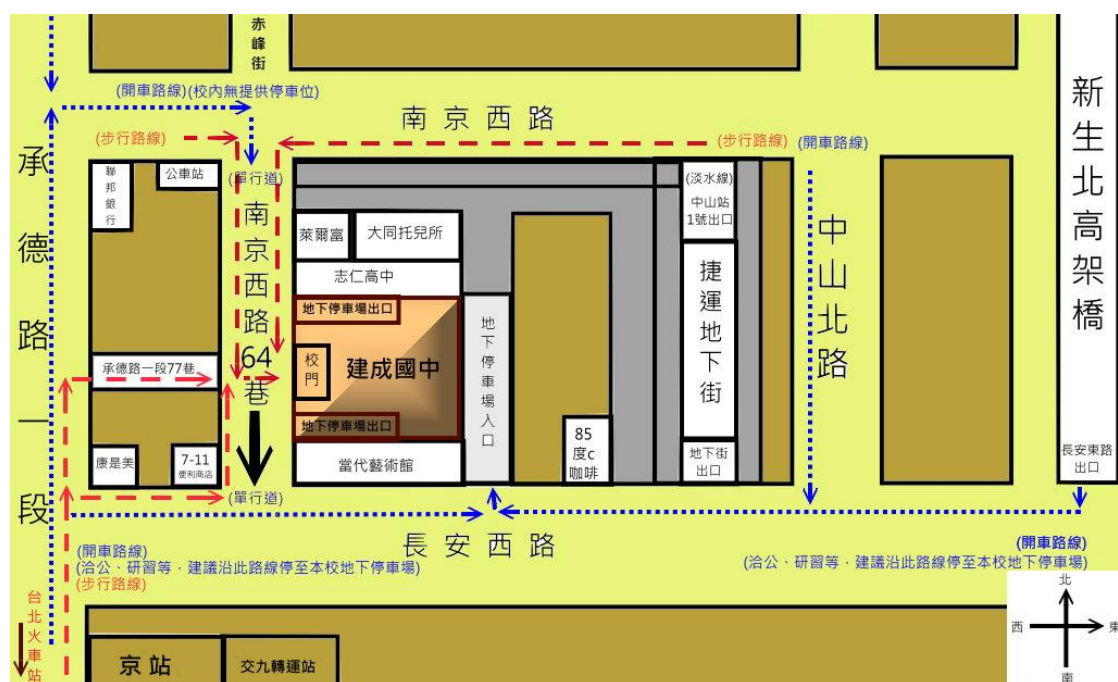 赤峰街
(開車路線)(校內無提供停車位)
南京西路
(步行路線)
(步行路線)
(開車路線)
新生北高架橋
承德路一段
聯邦銀行
公車站
(單行道)
南京西路64巷
(淡水線)
中山站
1號出口
萊爾富
大同托兒所
志仁高中
地下停車場出口
校門
建成國中
地下停車場出口
當代藝術館
地下停車場入口
捷運地下街
中山北路
承德路一段77巷
康是美
7-11
便利商店
85
度c
咖啡
地下街
出口
長安東路
出口
(單行道)
長安西路
(開車路線)
(洽公、研習等，建議沿此路線停至本校地下停車場)
(步行路線)
(開車路線)
(洽公、研習等，建議沿此路線停至本校地下停車場)
台北火車站
京站
交九轉運站
北
西
東
南